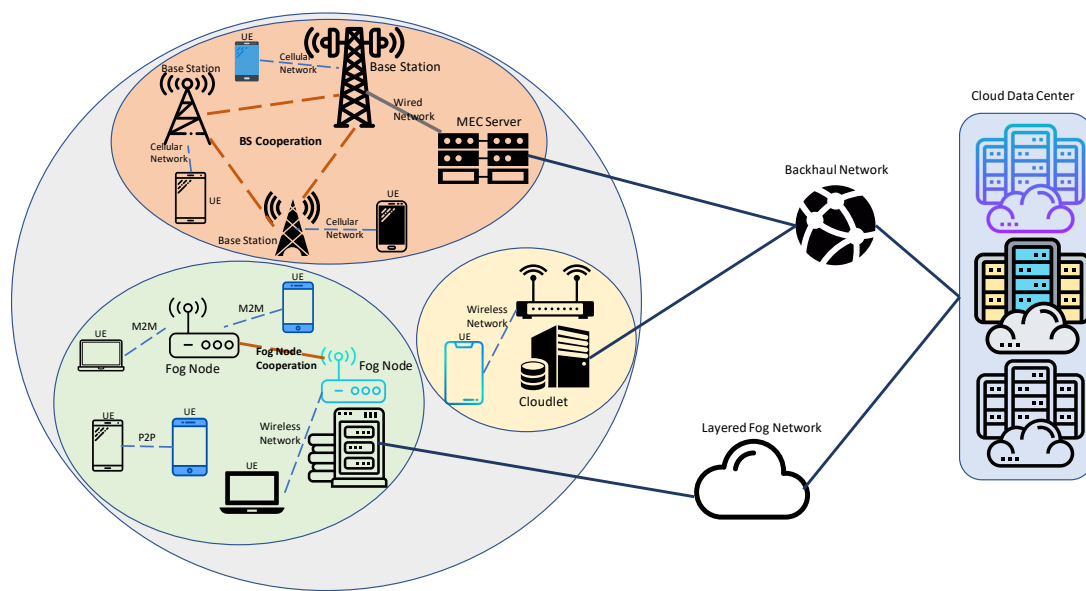 UE
Cellular
Network
Base Station
Base Station
Wired
Network
MEC Server
BS Cooperation
Cellular
Network
UE
UE
Cellular
Network
Base Station
Cloud Data Center
Backhaul Network
UE
M2M
M2M
UE
Fog Node
Fog Node
Cooperation
Fog Node
UE
P2P
UE
Wireless
Network
UE
Wireless
Network
UE
Cloudlet
Layered Fog Network